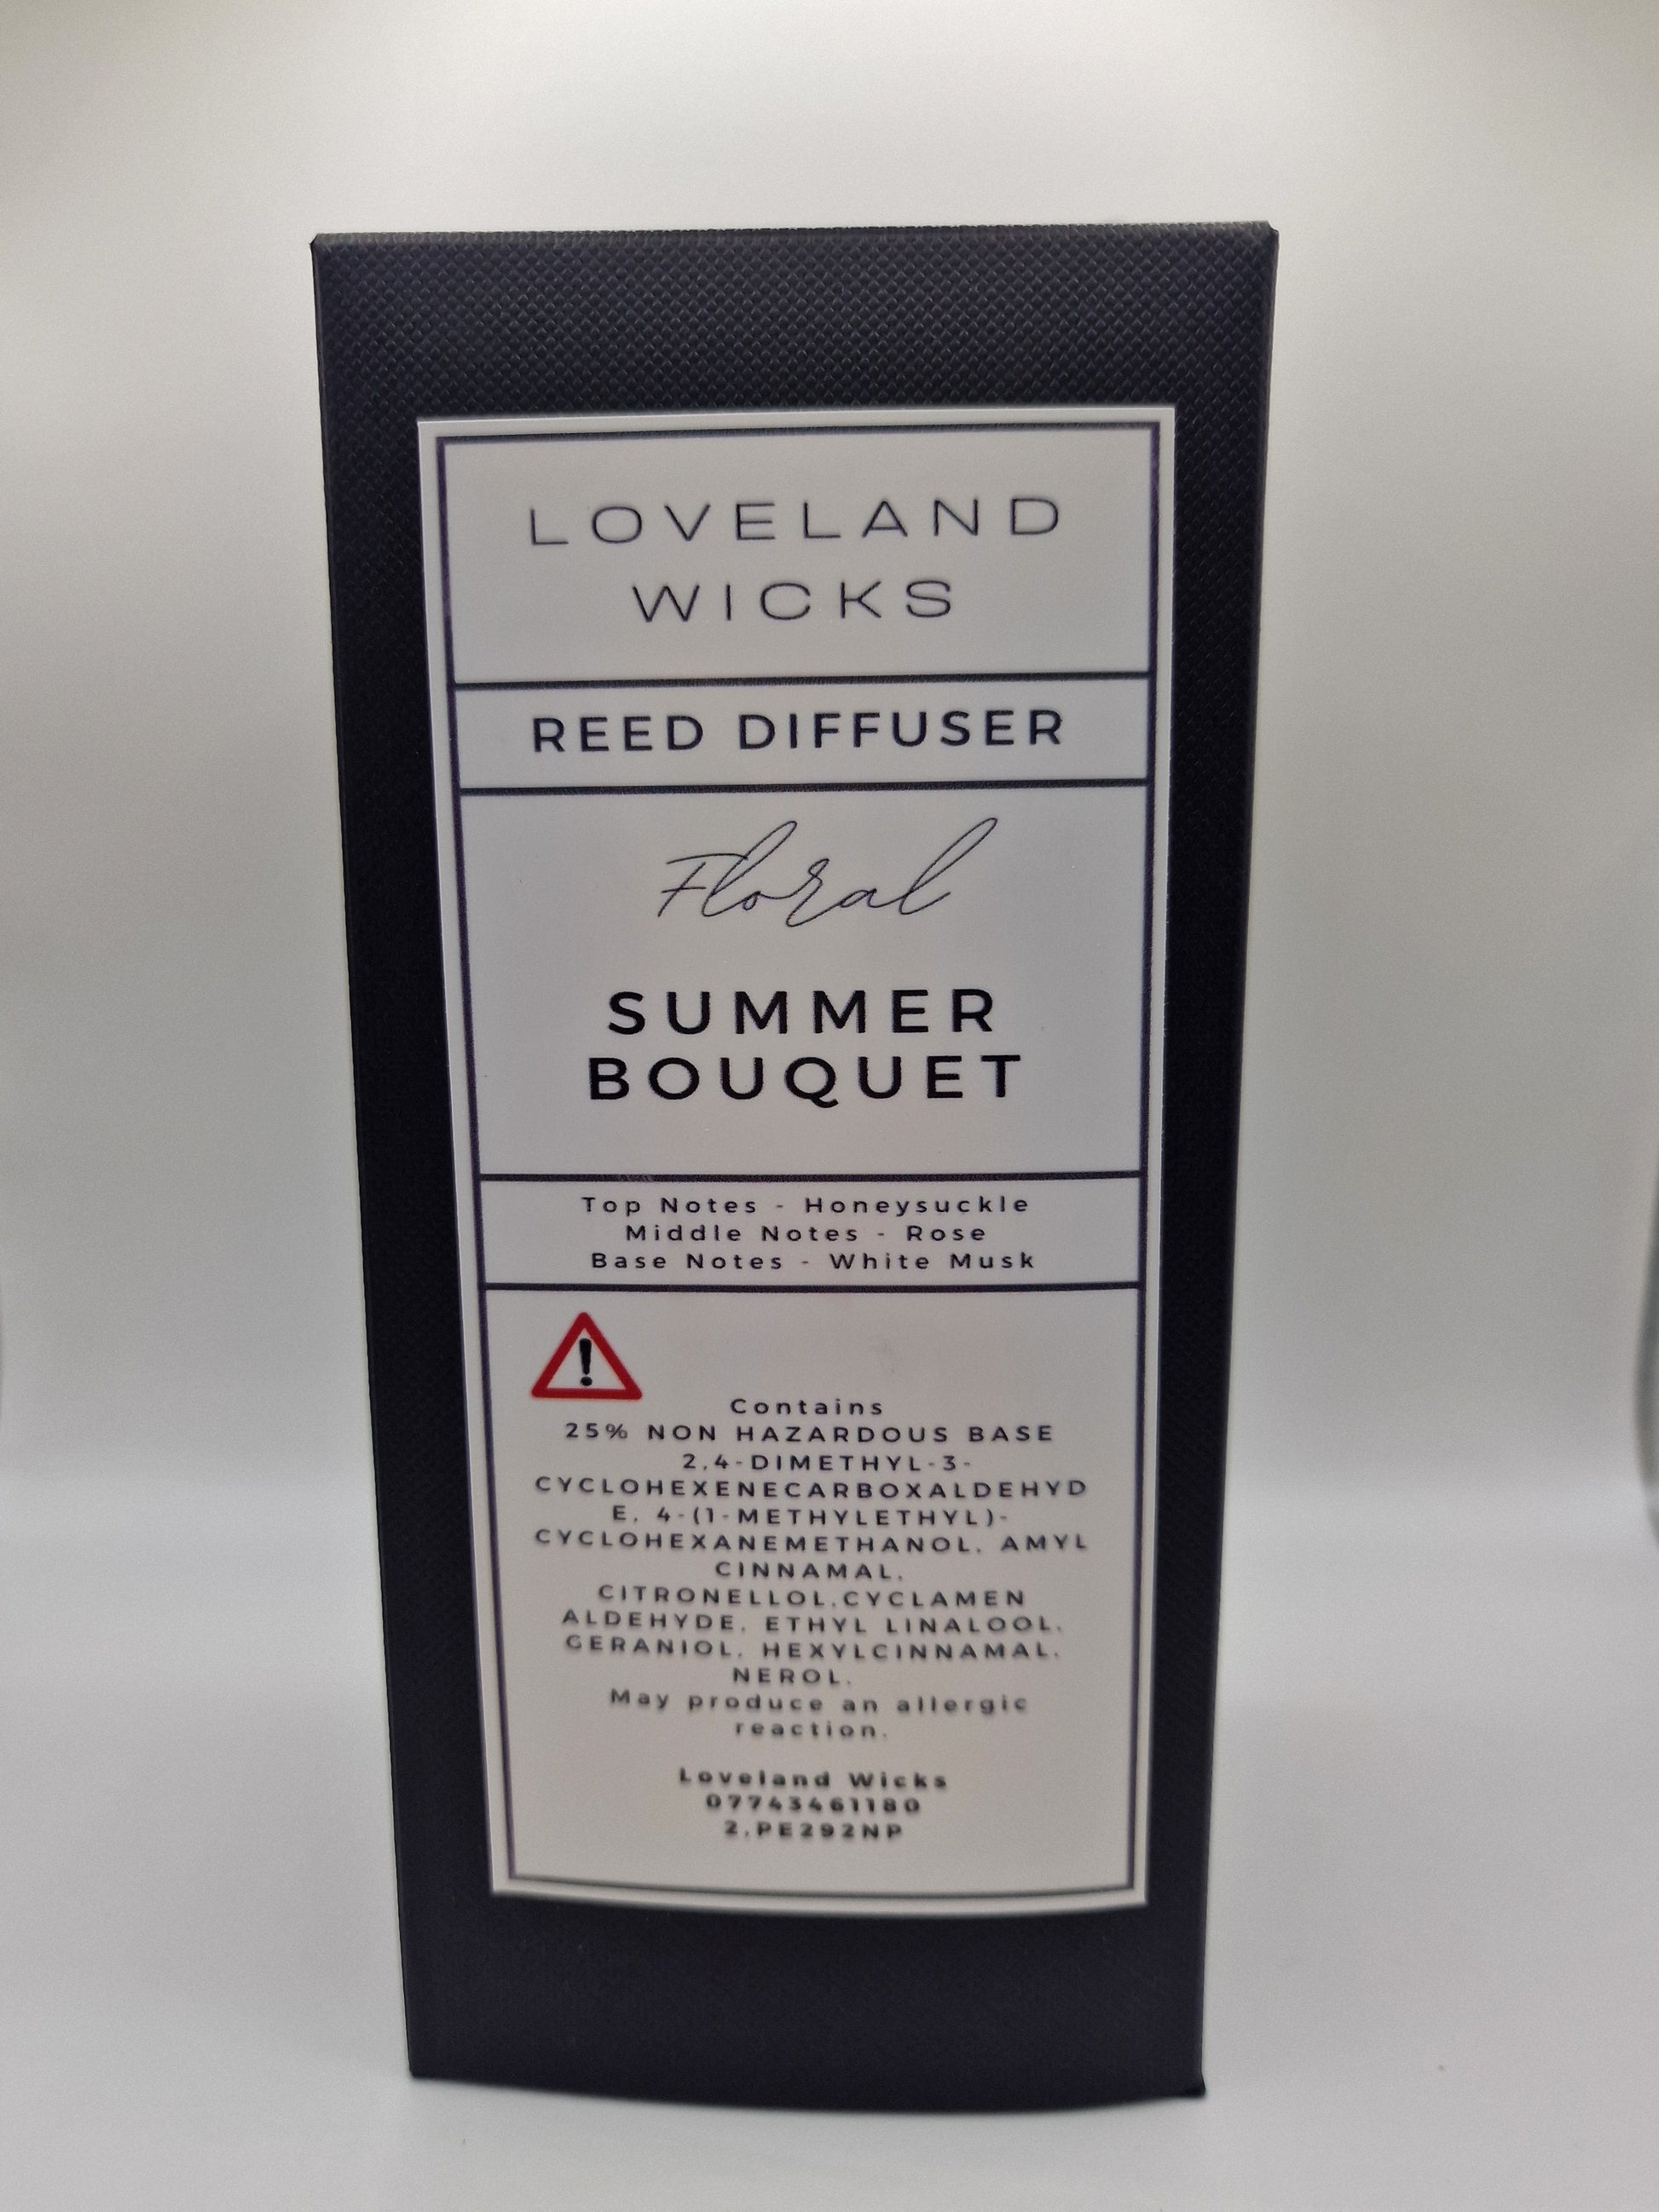 LOVELAND
WICKS
REED DIFFUSER
Floral
SUMMER
BOUQUET
Top Notes - Honeysuckle
Middle Notes - Rose
Base Notes - White Musk
!
Contains
25% NON HAZARDOUS BASE
2,4-DIMETHYL-3-
CYCLOHEXENECARBOXALDEHYD
E, 4-(1-METHYLETHYL)-
CYCLOHEXANEMETHANOL, AMYL
CINNAMAL,
CITRONELLOL,CYCLAMEN
ALDEHYDE, ETHYL LINALOOL,
GERANIOL, HEXYLCINNAMAL,
NEROL.
May produce an allergic
reaction.
Loveland Wicks
07743461180
2,PE292NP